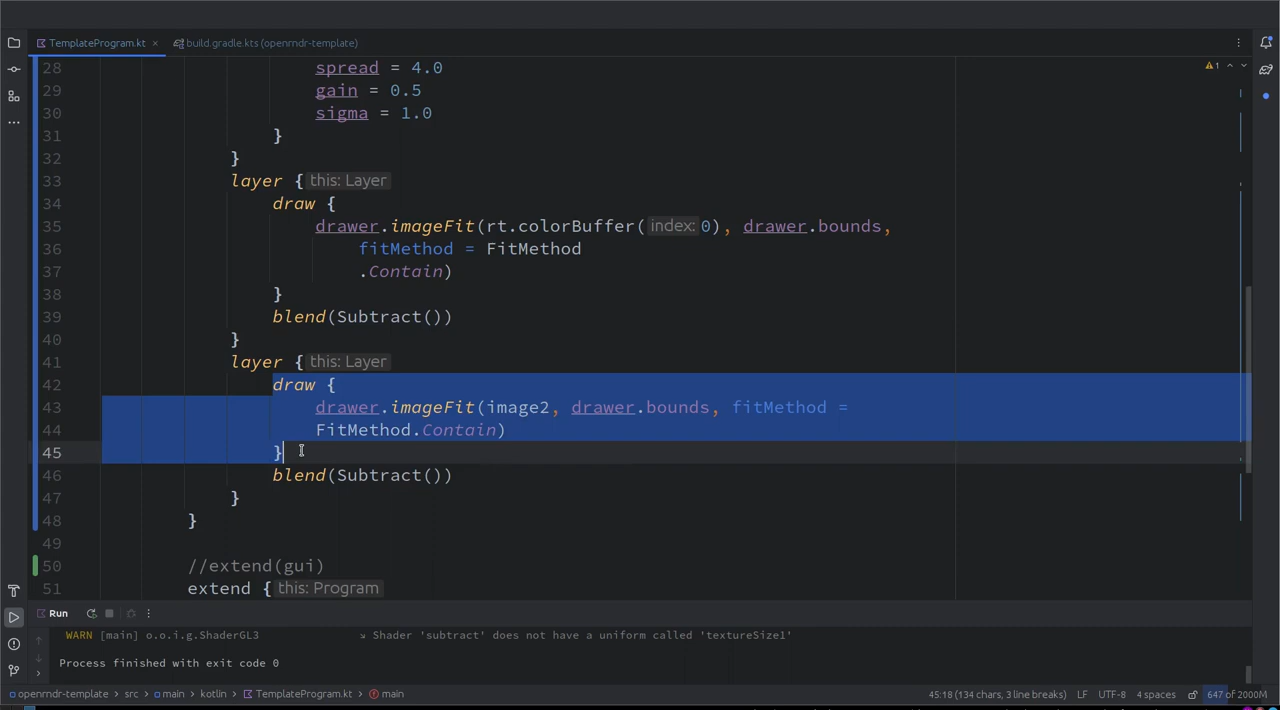 TemplateProgram.kt × build.gradle.kts (openrndr-template)
28 spread = 4.0
29 gain = 0.5
30 sigma = 1.0
31 }
32 }
33 layer { this: Layer
34 draw {
35 drawer.imageFit(rt.colorBuffer( index: 0), drawer.bounds,
36 fitMethod = FitMethod
37 .Contain)
38 }
39 blend(Subtract())
40 }
41 layer { this: Layer
42 draw {
43 drawer.imageFit(image2, drawer.bounds, fitMethod =
44 FitMethod.Contain)
45 }
46 blend(Subtract())
47 }
48 }
49
50 //extend(gui)
51 extend { this: Program
1
Run
WARN [main] o.o.i.g.ShaderGL3 ↘ Shader 'subtract' does not have a uniform called 'textureSize1'
Process finished with exit code 0
openrndr-template > src > main > kotlin > TemplateProgram.kt > main 45:18 (134 chars, 3 line breaks) LF UTF-8 4 spaces 647 of 2000M